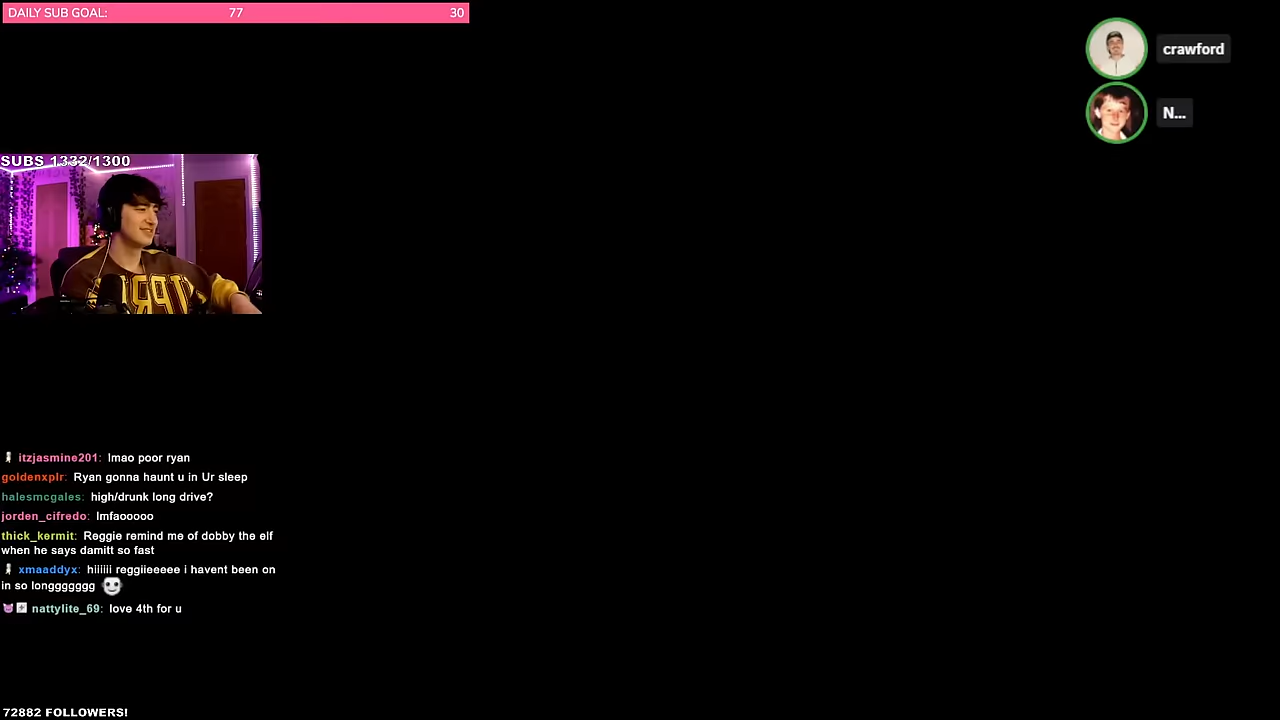 DAILY SUB GOAL: 77 30
crawford
N...
SUBS 1332/1300
itzjasmine201: lmao poor ryan
goldenxplr: Ryan gonna haunt u in Ur sleep
halesmcgales: high/drunk long drive?
jorden_cifredo: lmfaooooo
thick_kermit: Reggie remind me of dobby the elf
when he says damitt so fast
xmaaddyx: hiiiiii reggiieeeee i havent been on
in so longggggg
nattylite_69: love 4th for u
72882 FOLLOWERS!